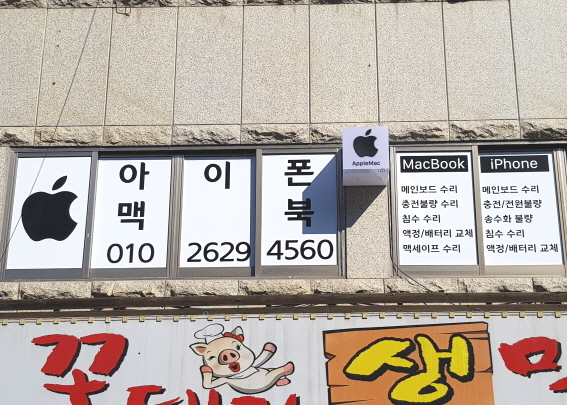 아이폰
맥북
010 2629 4560
AppleMac
MacBook
메인보드 수리
충전불량 수리
침수 수리
액정/배터리 교체
맥세이프 수리
iPhone
메인보드 수리
충전/전원불량
송수화 불량
침수 수리
액정/배터리 교체
생